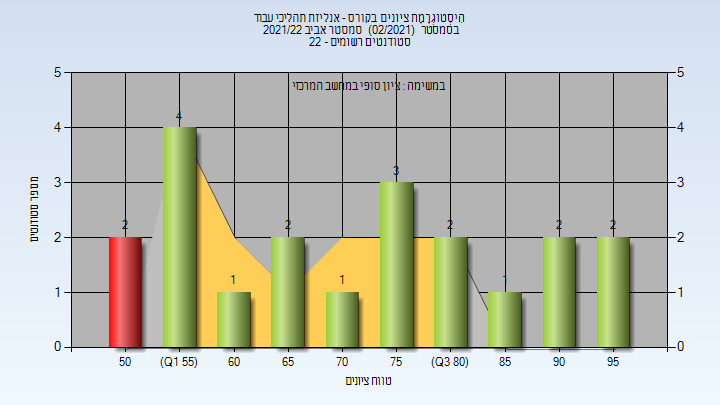 היסטוגרמת ציונים בקורס - אנליזת תהליכי עבוד
בסמסטר (02/2021) סמסטר אביב 2021/22
סטודנטים רשומים - 22
במשימה : ציון סופי במחשב המרכזי
מספר סטודנטים
5 5
4 4
3 3
2 2
1 1
0 0
2 4 1 2 1 3 2 1 2 2
50 (Q1 55) 60 65 70 75 (Q3 80) 85 90 95
טווח ציונים